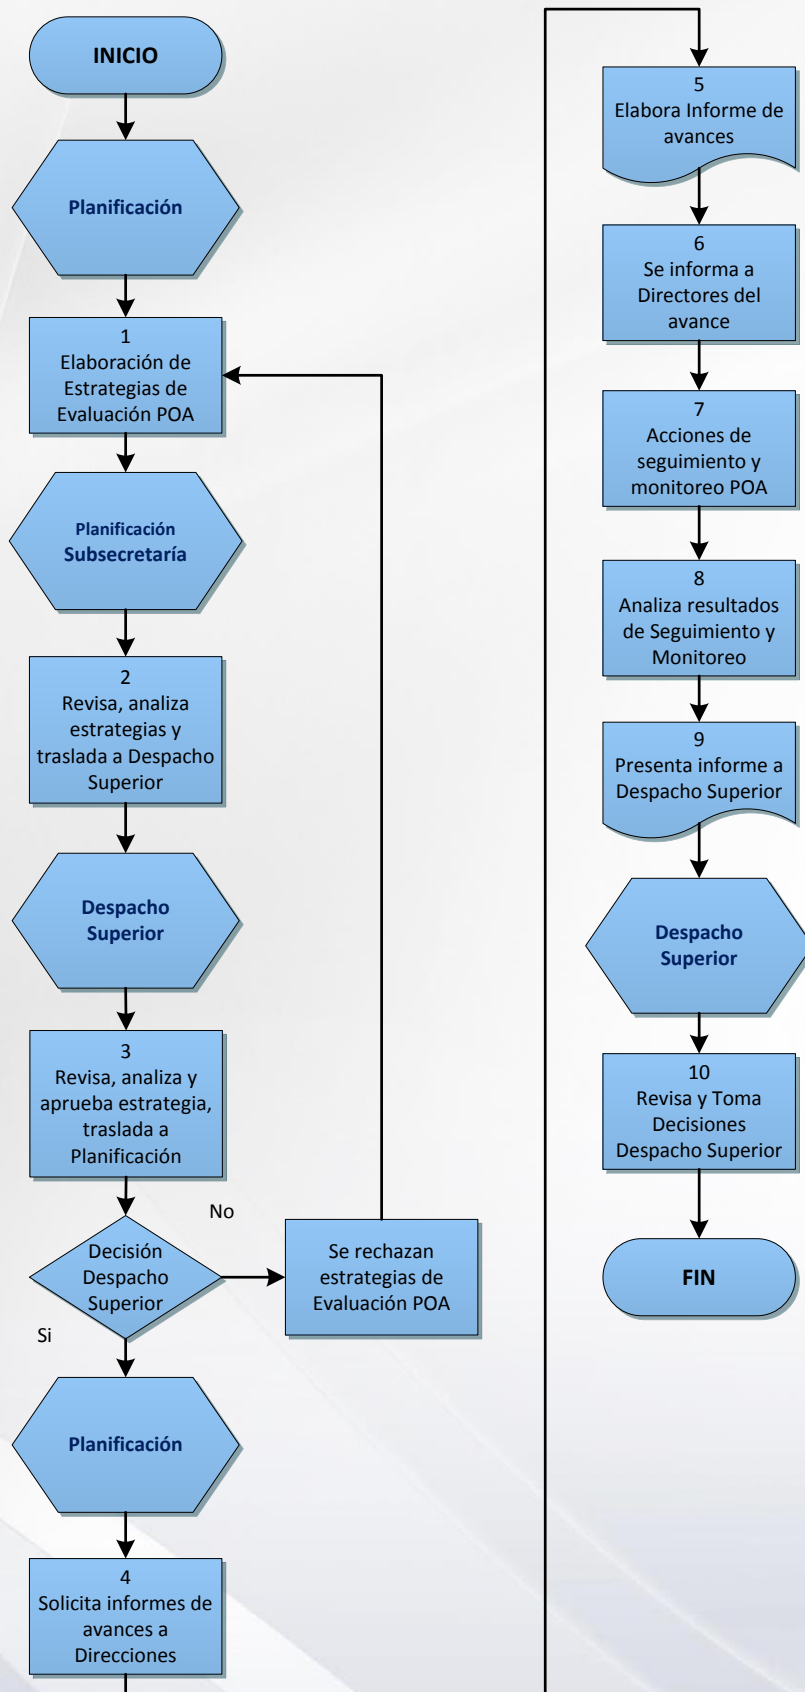 INICIO
Planificación
1
Elaboración de
Estrategias de
Evaluación POA
Planificación
Subsecretaría
2
Revisa, analiza
estrategias y
traslada a Despacho
Superior
Despacho
Superior
3
Revisa, analiza y
aprueba estrategia,
traslada a
Planificación
Decisión
Despacho
Superior
No
Se rechazan
estrategias de
Evaluación POA
Si
Planificación
4
Solicita informes de
avances a
Direcciones
5
Elabora Informe de
avances
6
Se informa a
Directores del
avance
7
Acciones de
seguimiento y
monitoreo POA
8
Analiza resultados
de Seguimiento y
Monitoreo
9
Presenta informe a
Despacho Superior
Despacho
Superior
10
Revisa y Toma
Decisiones
Despacho Superior
FIN